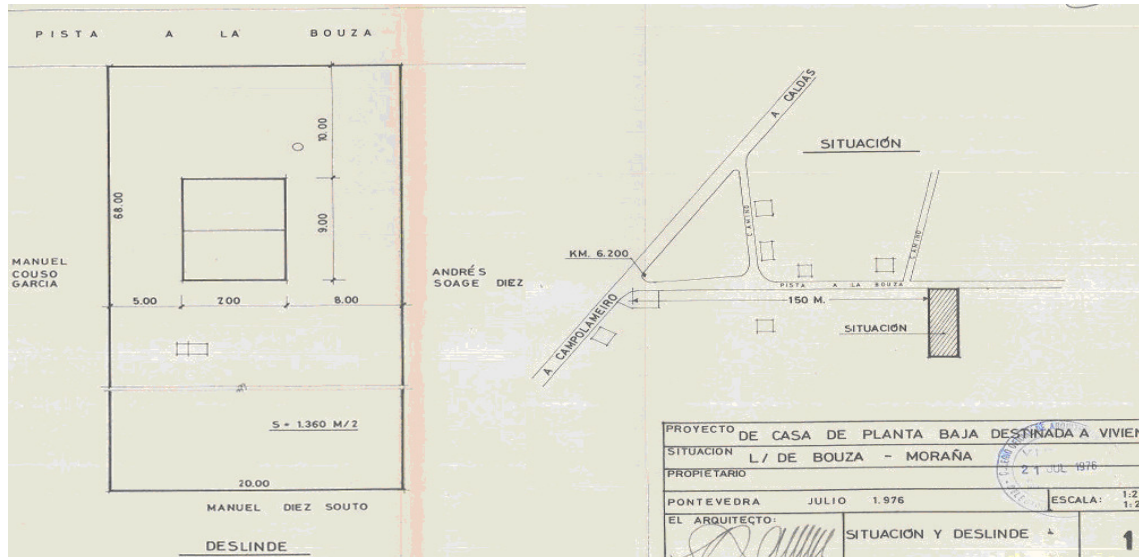 PISTA A LA BOUZA
10.00
68.00
9.00
MANUEL
COUSO
GARCIA
ANDRÉS
SOAGE DIEZ
5.00 7.00 8.00
S = 1.360 M/2
20.00
MANUEL DIEZ SOUTO
DESLINDE
A CALDAS
SITUACIÓN
CAMINO
CAMINO
KM. 6.200
PISTA A LA BOUZA
150 M.
A CAMPOLAMEIRO
SITUACIÓN
PROYECTO DE CASA DE PLANTA BAJA DESTINADA A VIVIEN
SITUACION L/ DE BOUZA - MORAÑA
PROPIETARIO
21 JUL 1976
PONTEVEDRA JULIO 1.976 ESCALA:
EL ARQUITECTO: SITUACIÓN Y DESLINDE 1